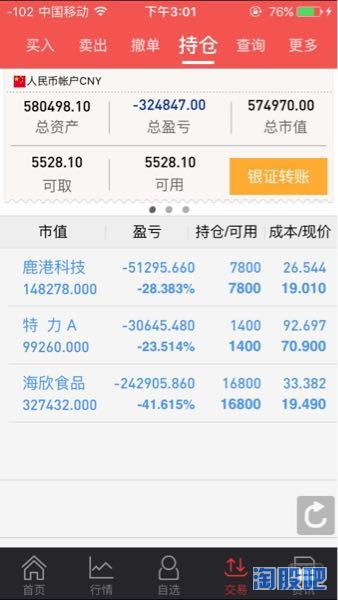 -102 中国移动 下午3:01 76%
买入 卖出 撤单 持仓 查询 更多
人民币帐户CNY
580498.10 -324847.00 574970.00
总资产 总盈亏 总市值
5528.10 5528.10 银证转账
可取 可用
市值 盈亏 持仓/可用 成本/现价
鹿港科技 -51295.660 7800 26.544
148278.000 -28.383% 7800 19.010
特 力A -30645.480 1400 92.697
99260.000 -23.514% 1400 70.900
海欣食品 -242905.860 16800 33.382
327432.000 -41.615% 16800 19.490
首页 行情 自选 交易 资讯
淘股吧